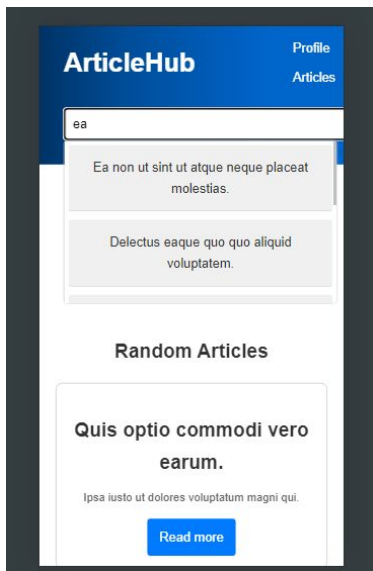 ArticleHub
Profile
Articles
ea
Ea non ut sint ut atque neque placeat
molestias.
Delectus eaque quo quo aliquid
voluptatem.
Random Articles
Quis optio commodi vero
earum.
Ipsa iusto ut dolores voluptatum magni qui.
Read more